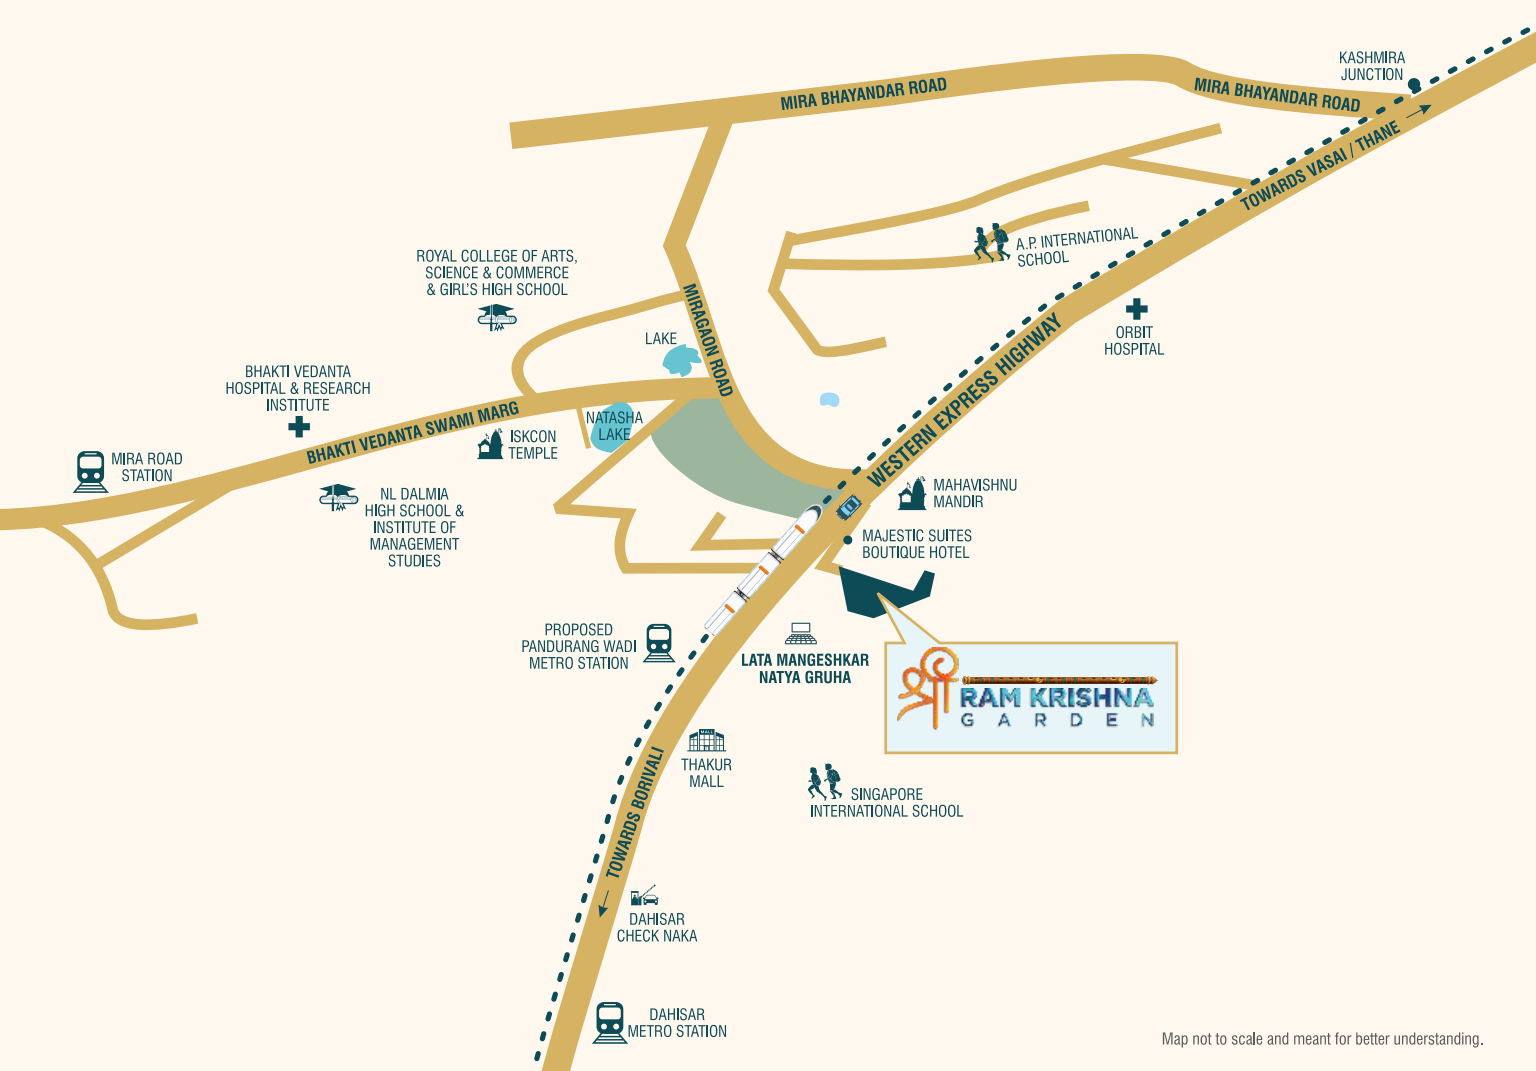 KASHMIRA
JUNCTION
MIRA BHAYANDAR ROAD
MIRA BHAYANDAR ROAD
TOWARDS VASAI / THANE
A.P. INTERNATIONAL
SCHOOL
ROYAL COLLEGE OF ARTS,
SCIENCE & COMMERCE
& GIRL'S HIGH SCHOOL
MIRAGAON ROAD
LAKE
ORBIT
HOSPITAL
WESTERN EXPRESS HIGHWAY
BHAKTI VEDANTA
HOSPITAL & RESEARCH
INSTITUTE
BHAKTI VEDANTA SWAMI MARG
NATASHA
LAKE
ISKCON
TEMPLE
MIRA ROAD
STATION
NL DALMIA
HIGH SCHOOL &
INSTITUTE OF
MANAGEMENT
STUDIES
MAHAVISHNU
MANDIR
MAJESTIC SUITES
BOUTIQUE HOTEL
PROPOSED
PANDURANG WADI
METRO STATION
LATA MANGESHKAR
NATYA GRUHA
श्री
RAM KRISHNA
GARDEN
MALL
THAKUR
MALL
TOWARDS BORIVALI
SINGAPORE
INTERNATIONAL SCHOOL
DAHISAR
CHECK NAKA
DAHISAR
METRO STATION
Map not to scale and meant for better understanding.